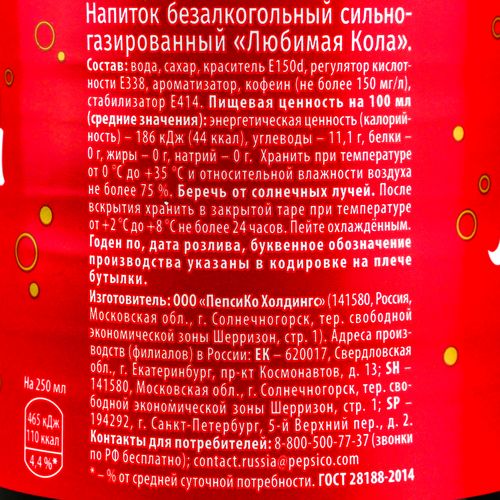 Напиток безалкогольный сильно-
газированный «Любимая Кола».
Состав: вода, сахар, краситель E150d, регулятор кислот-
ности E338, ароматизатор, кофеин (не более 150 мг/л),
стабилизатор E414. Пищевая ценность на 100 мл
(средние значения): энергетическая ценность (калорий-
ность) – 186 кДж (44 ккал), углеводы – 11,1 г, белки –
0 г, жиры – 0 г, натрий – 0 г. Хранить при температуре
от 0 °C до +35 °C и относительной влажности воздуха
не более 75 %. Беречь от солнечных лучей. После
вскрытия хранить в закрытой таре при температуре
от +2 °C до +8 °C не более 24 часов. Пейте охлаждённым.
Годен по, дата розлива, буквенное обозначение
производства указаны в кодировке на плече
бутылки.
Изготовитель: ООО «ПепсиКо Холдингс» (141580, Россия,
Московская обл., г. Солнечногорск, тер. свободной
экономической зоны Шерризон, стр. 1). Адреса произ-
водств (филиалов) в России: EK – 620017, Свердловская
обл., г. Екатеринбург, пр-кт Космонавтов, д. 13; SH –
141580, Московская обл., г. Солнечногорск, тер. сво-
бодной экономической зоны Шерризон, стр. 1; SP –
194292, г. Санкт-Петербург, 5-й Верхний пер., д. 2.
Контакты для потребителей: 8-800-500-77-37 (звонки
по РФ бесплатно); contact.russia@pepsico.com
* – % от средней суточной потребности. ГОСТ 28188-2014
На 250 мл
465 кДж
110 ккал
4,4 %*